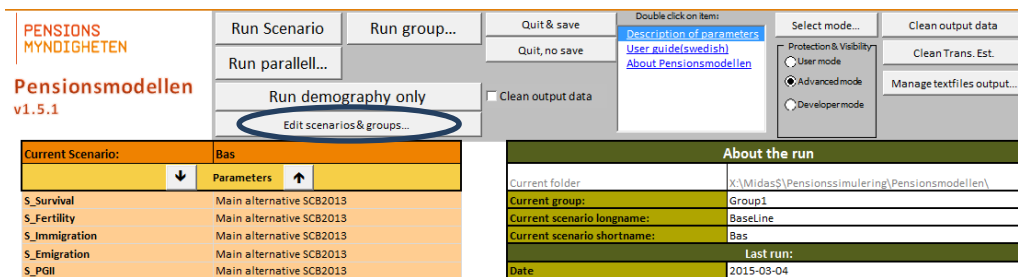 PENSIONS
MYNDIGHETEN
Pensionsmodellen
v1.5.1
Run Scenario
Run group...
Run parallell...
Run demography only
Edit scenarios & groups...
Quit & save
Quit, no save
Clean output data
Double click on item:
Description of parameters
User guide(swedish)
About Pensionsmodellen
Select mode...
Protection & Visibility
User mode
Advanced mode
Developer mode
Clean output data
Clean Trans. Est.
Manage textfiles output...
Current Scenario: Bas
Parameters
S_Survival Main alternative SCB2013
S_Fertility Main alternative SCB2013
S_Immigration Main alternative SCB2013
S_Emigration Main alternative SCB2013
S_PGII Main alternative SCB2013
About the run
Current folder X:\Midas$\Pensionssimulering\Pensionsmodellen\
Current group: Group1
Current scenario longname: BaseLine
Current scenario shortname: Bas
Last run:
Date 2015-03-04